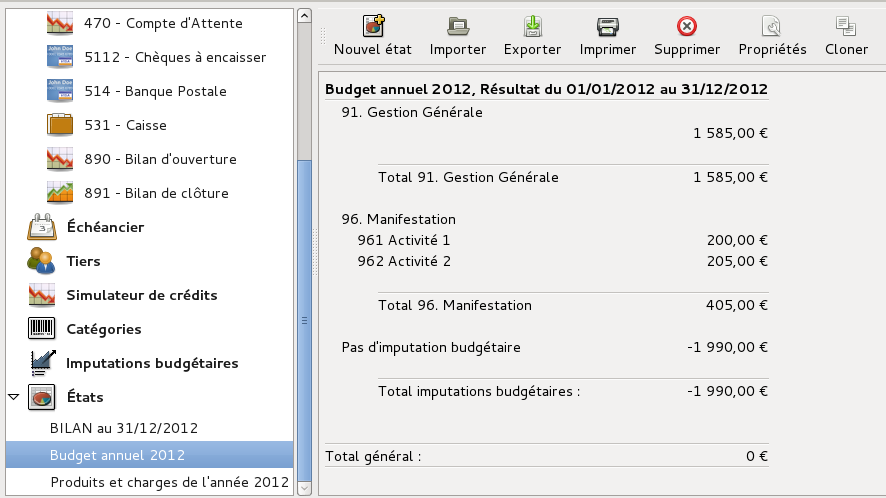 470 - Compte d'Attente
5112 - Chèques à encaisser
514 - Banque Postale
531 - Caisse
890 - Bilan d'ouverture
891 - Bilan de clôture
Échéancier
Tiers
Simulateur de crédits
Catégories
Imputations budgétaires
États
BILAN au 31/12/2012
Budget annuel 2012
Produits et charges de l'année 2012
Nouvel état Importer Exporter Imprimer Supprimer Propriétés Cloner
Budget annuel 2012, Résultat du 01/01/2012 au 31/12/2012
91. Gestion Générale
1 585,00 €
Total 91. Gestion Générale 1 585,00 €
96. Manifestation
961 Activité 1 200,00 €
962 Activité 2 205,00 €
Total 96. Manifestation 405,00 €
Pas d'imputation budgétaire -1 990,00 €
Total imputations budgétaires : -1 990,00 €
Total général : 0 €